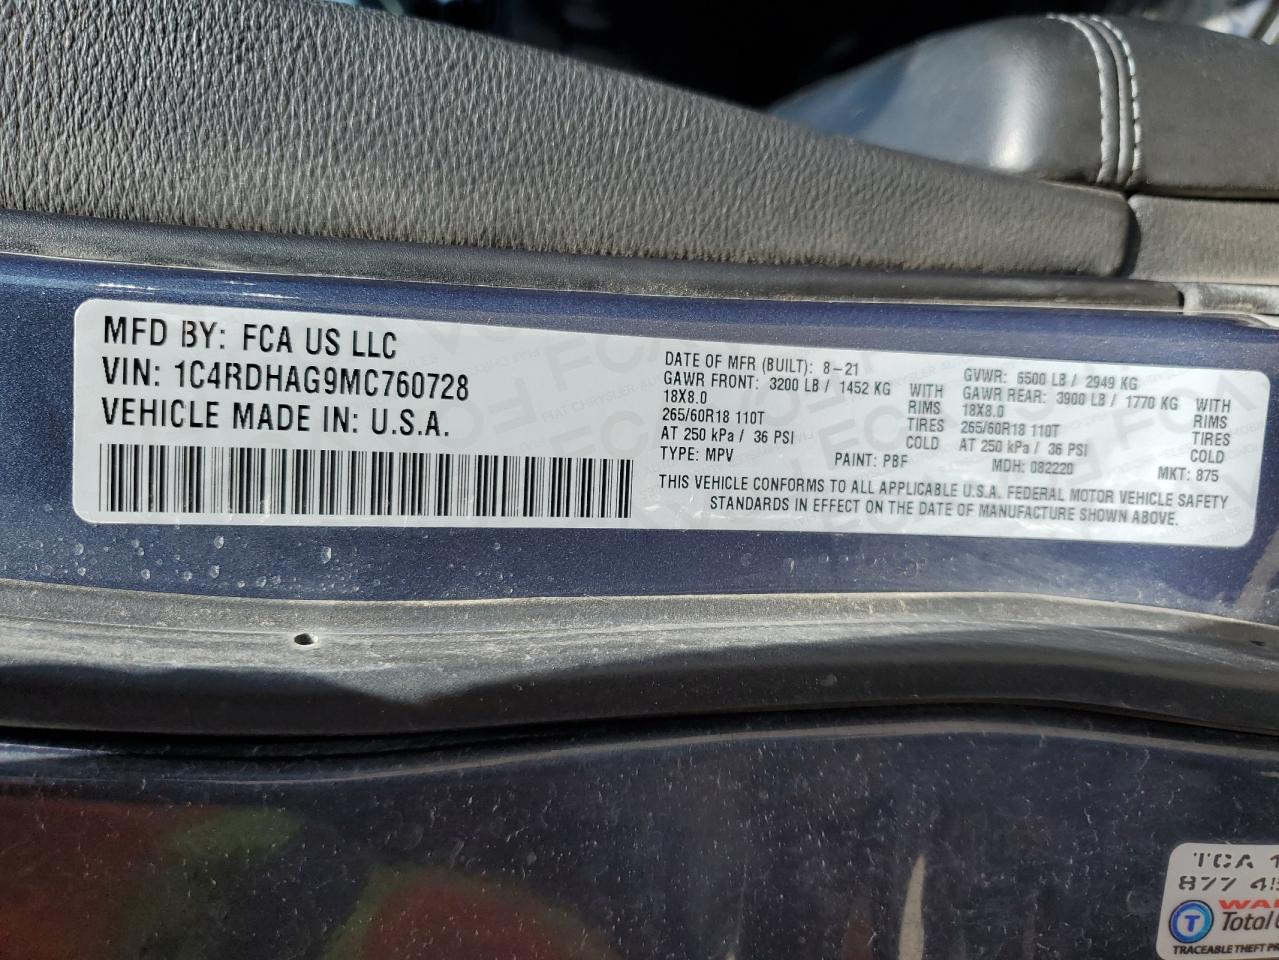 MFD BY: FCA US LLC
VIN: 1C4RDHAG9MC760728
VEHICLE MADE IN: U.S.A.
DATE OF MFR (BUILT): 8-21
GAWR FRONT: 3200 LB / 1452 KG WITH
18X8.0 RIMS
265/60R18 110T TIRES
AT 250 kPa / 36 PSI COLD
GVWR: 6500 LB / 2949 KG
GAWR REAR: 3900 LB / 1770 KG WITH
18X8.0 RIMS
265/60R18 110T TIRES
AT 250 kPa / 36 PSI COLD
TYPE: MPV PAINT: PBF MDH: 082220 MKT: 875
THIS VEHICLE CONFORMS TO ALL APPLICABLE U.S.A. FEDERAL MOTOR VEHICLE SAFETY
STANDARDS IN EFFECT ON THE DATE OF MANUFACTURE SHOWN ABOVE.
TCA
877
T Total
TRACEABLE THEFT